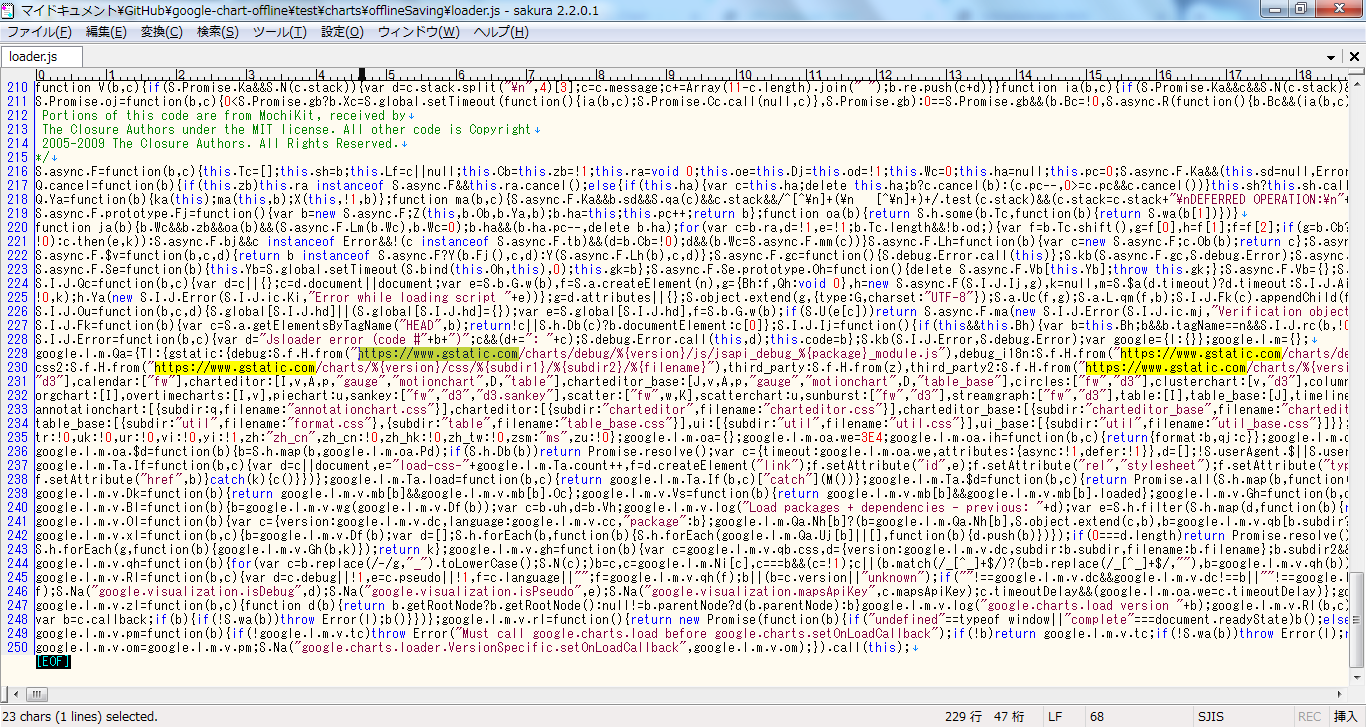 マイドキュメント¥GitHub¥google-chart-offline¥test¥charts¥offlineSaving¥loader.js - sakura 2.2.0.1
ファイル(F) 編集(E) 変換(C) 検索(S) ツール(T) 設定(O) ウィンドウ(W) ヘルプ(H)
loader.js
0 1 2 3 4 5 6 7 8 9 10 11 12 13 14 15 16 17 18
210 function V(b,c){if(S.Promise.Ka&&S.N(c.stack)){var d=c.stack.split("¥n",4)[3];c=c.message;c+=Array(11-c.length).join(" ");b.re.push(c+d)}}function ia(b,c){if(S.Promise.Ka&&c&&S.N(c.stack)&
211 S.Promise.oj=function(b,c){0<S.Promise.gb?b.Xc=S.global.setTimeout(function(){ia(b,c);S.Promise.Cc.call(null,c)},S.Promise.gb):0==S.Promise.gb&&(b.Bc=!0,S.async.R(function(){b.Bc&&(ia(b,c)
212 Portions of this code are from MochiKit, received by↓
213 The Closure Authors under the MIT license. All other code is Copyright↓
214 2005-2009 The Closure Authors. All Rights Reserved.↓
215 */↓
216 S.async.F=function(b,c){this.Tc=[];this.sh=b;this.Lf=c||null;this.Cb=this.zb=!1;this.ra=void 0;this.oe=this.Dj=this.od=!1;this.Wc=0;this.ha=null;this.pc=0;S.async.F.Ka&&(this.sd=null,Error
217 Q.cancel=function(b){if(this.zb)this.ra instanceof S.async.F&&this.ra.cancel();else{if(this.ha){var c=this.ha;delete this.ha;b?c.cancel(b):(c.pc--,0>=c.pc&&c.cancel())}this.sh?this.sh.call
218 Q.Ya=function(b){ka(this);ma(this,b);X(this,!1,b)};function ma(b,c){S.async.F.Ka&&b.sd&&S.qa(c)&&c.stack&&/^[^¥n]+(¥n   [^¥n]+)+/.test(c.stack)&&(c.stack=c.stack+"¥nDEFERRED OPERATION:¥n"+
219 S.async.F.prototype.Fj=function(){var b=new S.async.F;Z(this,b.Ob,b.Ya,b);b.ha=this;this.pc++;return b};function oa(b){return S.h.some(b.Tc,function(b){return S.wa(b[1])})}
220 function ja(b){b.Wc&&b.zb&&oa(b)&&(S.async.F.Lm(b.Wc),b.Wc=0);b.ha&&(b.ha.pc--,delete b.ha);for(var c=b.ra,d=!1,e=!1;b.Tc.length&&!b.od;){var f=b.Tc.shift(),g=f[0],h=f[1];f=f[2];if(g=b.Cb?
221 !0):c.then(e,k)):S.async.F.bj&&c instanceof Error&&!(c instanceof S.async.F.tb)&&(d=b.Cb=!0);d&&(b.Wc=S.async.F.mm(c))}S.async.F.Lh=function(b){var c=new S.async.F;c.Ob(b);return c};S.asyn
222 S.async.F.$v=function(b,c,d){return b instanceof S.async.F?Y(b.Fj(),c,d):Y(S.async.F.Lh(b),c,d)};S.async.F.gc=function(){S.debug.Error.call(this)};S.kb(S.async.F.gc,S.debug.Error);S.async.
223 S.async.F.Se=function(b){this.Yb=S.global.setTimeout(S.bind(this.Oh,this),0);this.gk=b};S.async.F.Se.prototype.Oh=function(){delete S.async.F.Vb[this.Yb];throw this.gk;};S.async.F.Vb={};S.
224 S.I.J.Qc=function(b,c){var d=c||{};c=d.document||document;var e=S.b.G.w(b),f=S.a.createElement(n),g={Bh:f,Qh:void 0},h=new S.async.F(S.I.J.Ij,g),k=null,m=S.$a(d.timeout)?d.timeout:S.I.J.Ai
225 !0,k);h.Ya(new S.I.J.Error(S.I.J.ic.Ki,"Error while loading script "+e))};g=d.attributes||{};S.object.extend(g,{type:G,charset:"UTF-8"});S.a.Uc(f,g);S.a.L.qm(f,b);S.I.J.Fk(c).appendChild(f
226 S.I.J.ro=function(b,c,d){S.global[S.I.J.hd]||(S.global[S.I.J.hd]={});var e=S.global[S.I.J.hd],f=S.b.G.w(b);if(S.U(e[c]))return S.async.F.ma(new S.I.J.Error(S.I.J.ic.mj,"Verification objec
227 S.I.J.Fk=function(b){var c=S.a.getElementsByTagName("HEAD",b);return!c||S.h.Db(c)?b.documentElement:c[0]};S.I.J.Ij=function(){if(this&&this.Bh){var b=this.Bh;b&&b.tagName==n&&S.I.J.rc(b,!0
228 S.I.J.Error=function(b,c){var d="Jsloader error (code #"+b+")";c&&(d+=": "+c);S.debug.Error.call(this,d);this.code=b};S.kb(S.I.J.Error,S.debug.Error);var google={l:{}};google.l.m={};
229 google.l.m.Qa={Tl:{gstatic:{debug:S.f.H.from("https://www.gstatic.com/charts/debug/%{version}/js/jsapi_debug_%{package}_module.js"),debug_i18n:S.f.H.from("https://www.gstatic.com/charts/de
230 css2:S.f.H.from("https://www.gstatic.com/charts/%{version}/css/%{subdir1}/%{subdir2}/%{filename}"),third_party:S.f.H.from(z),third_party2:S.f.H.from("https://www.gstatic.com/charts/%{versi
231 "d3"],calendar:["fw"],charteditor:[I,v,A,p,"gauge","motionchart",D,"table"],charteditor_base:[J,v,A,p,"gauge","motionchart",D,"table_base"],circles:["fw","d3"],clusterchart:[v,"d3"],column
232 orgchart:[I],overtimecharts:[I,v],piechart:u,sankey:["fw","d3","d3.sankey"],scatter:["fw",w,K],scatterchart:u,sunburst:["fw","d3"],streamgraph:["fw","d3"],table:[I],table_base:[J],timeline
233 annotationchart:[{subdir:q,filename:"annotationchart.css"}],charteditor:[{subdir:"charteditor",filename:"charteditor.css"}],charteditor_base:[{subdir:"charteditor_base",filename:"chartedit
234 table_base:[{subdir:"util",filename:"format.css"},{subdir:"table",filename:"table_base.css"}],ui:[{subdir:"util",filename:"util.css"}],ui_base:[{subdir:"util",filename:"util_base.css"}]}};
235 tr:!0,uk:!0,ur:!0,vi:!0,yi:!1,zh:"zh_cn",zh_cn:!0,zh_hk:!0,zh_tw:!0,zsm:"ms",zu:!0};google.l.m.oa={};google.l.m.oa.we=3E4;google.l.m.oa.ih=function(b,c){return{format:b,qj:c}};google.l.m.
236 google.l.m.oa.$d=function(b){b=S.h.map(b,google.l.m.oa.Pd);if(S.h.Db(b))return Promise.resolve();var c={timeout:google.l.m.oa.we,attributes:{async:!1,defer:!1}},d=[];!S.userAgent.$||S.user
237 google.l.m.Ta.If=function(b,c){var d=c||document,e="load-css-"+google.l.m.Ta.count++,f=d.createElement("link");f.setAttribute("id",e);f.setAttribute("rel","stylesheet");f.setAttribute("typ
238 f.setAttribute("href",b)}catch(k){c()}})};google.l.m.Ta.load=function(b,c){return google.l.m.Ta.If(b,c)["catch"](M())};google.l.m.Ta.$d=function(b,c){return Promise.all(S.h.map(b,function(
239 google.l.m.v.Dk=function(b){return google.l.m.v.mb[b]&&google.l.m.v.mb[b].Oc};google.l.m.v.Vs=function(b){return google.l.m.v.mb[b]&&google.l.m.v.mb[b].loaded};google.l.m.v.Gh=function(b,c
240 google.l.m.v.Bl=function(b){b=google.l.m.v.wg(google.l.m.v.Df(b));var c=b.uh,d=b.Vh;google.l.m.v.log("Load packages + dependencies - previous: "+d);var e=S.h.filter(S.h.map(d,function(b){r
241 google.l.m.v.ol=function(b){var c={version:google.l.m.v.dc,language:google.l.m.v.cc,"package":b};google.l.m.Qa.Nh[b]?(b=google.l.m.Qa.Nh[b],S.object.extend(c,b),b=google.l.m.v.qb[b.subdir?
242 google.l.m.v.xl=function(b,c){b=google.l.m.v.Df(b);var d=[];S.h.forEach(b,function(b){S.h.forEach(google.l.m.Qa.Uj[b]||[],function(b){d.push(b)})});if(0===d.length)return Promise.resolve()
243 S.h.forEach(g,function(b){google.l.m.v.Gh(b,k)});return k};google.l.m.v.gh=function(b){var c=google.l.m.v.qb.css,d={version:google.l.m.v.dc,subdir:b.subdir,filename:b.filename};b.subdir2&&
244 google.l.m.v.qh=function(b){for(var c=b.replace(/-/g,"_").toLowerCase();S.N(c);)b=c,c=google.l.m.Ni[c],c===b&&(c=!1);c||(b.match(/_[^_]+$/)?(b=b.replace(/_[^_]+$/,""),b=google.l.m.v.qh(b))
245 google.l.m.v.Rl=function(b,c){var d=c.debug||!1,e=c.pseudo||!1,f=c.language||"";f=google.l.m.v.qh(f);b||(b=c.version||"unknown");if(""!==google.l.m.v.dc&&google.l.m.v.dc!==b||""!==google.l
246 f);S.Na("google.visualization.isDebug",d);S.Na("google.visualization.isPseudo",e);S.Na("google.visualization.mapsApiKey",c.mapsApiKey);c.timeoutDelay&&(google.l.m.oa.we=c.timeoutDelay)};go
247 google.l.m.v.zl=function(b,c){function d(b){return b.getRootNode?b.getRootNode():null!=b.parentNode?d(b.parentNode):b}google.l.m.v.log("google.charts.load version "+b);google.l.m.v.Rl(b,c)
248 var b=c.callback;if(b){if(!S.wa(b))throw Error(l);b()}})};google.l.m.v.rl=function(){return new Promise(function(b){"undefined"==typeof window||"complete"===document.readyState)b();else
249 google.l.m.v.pm=function(b){if(!google.l.m.v.tc)throw Error("Must call google.charts.load before google.charts.setOnLoadCallback");if(!b)return google.l.m.v.tc;if(!S.wa(b))throw Error(l);r
250 google.l.m.v.om=google.l.m.v.pm;S.Na("google.charts.loader.VersionSpecific.setOnLoadCallback",google.l.m.v.om);}).call(this);↓
[EOF]
23 chars (1 lines) selected. 229 行 47 桁 LF 68 SJIS REC 挿入